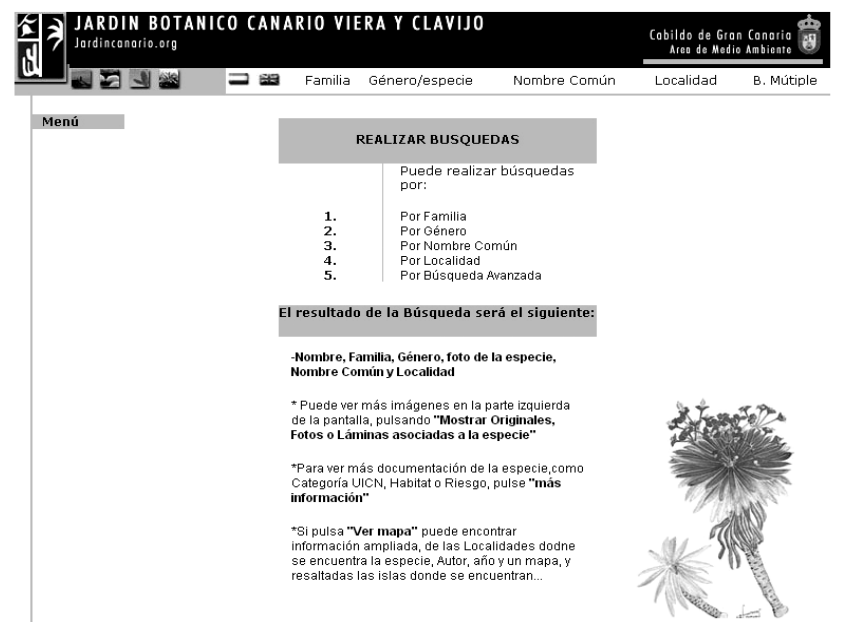 JARDIN BOTANICO CANARIO VIERA Y CLAVIJO
Jardincanario.org
Cabildo de Gran Canaria
Area de Medio Ambiente
Familia Género/especie Nombre Común Localidad B. Mútiple
Menú
REALIZAR BUSQUEDAS
Puede realizar búsquedas
por:
1. Por Familia
2. Por Género
3. Por Nombre Común
4. Por Localidad
5. Por Búsqueda Avanzada
El resultado de la Búsqueda será el siguiente:
-Nombre, Familia, Género, foto de la especie,
Nombre Común y Localidad
* Puede ver más imágenes en la parte izquierda
de la pantalla, pulsando "Mostrar Originales,
Fotos o Láminas asociadas a la especie"
*Para ver más documentación de la especie,como
Categoría UICN, Habitat o Riesgo, pulse "más
información"
*Si pulsa "Ver mapa" puede encontrar
información ampliada, de las Localidades dodne
se encuentra la especie, Autor, año y un mapa, y
resaltadas las islas donde se encuentran...